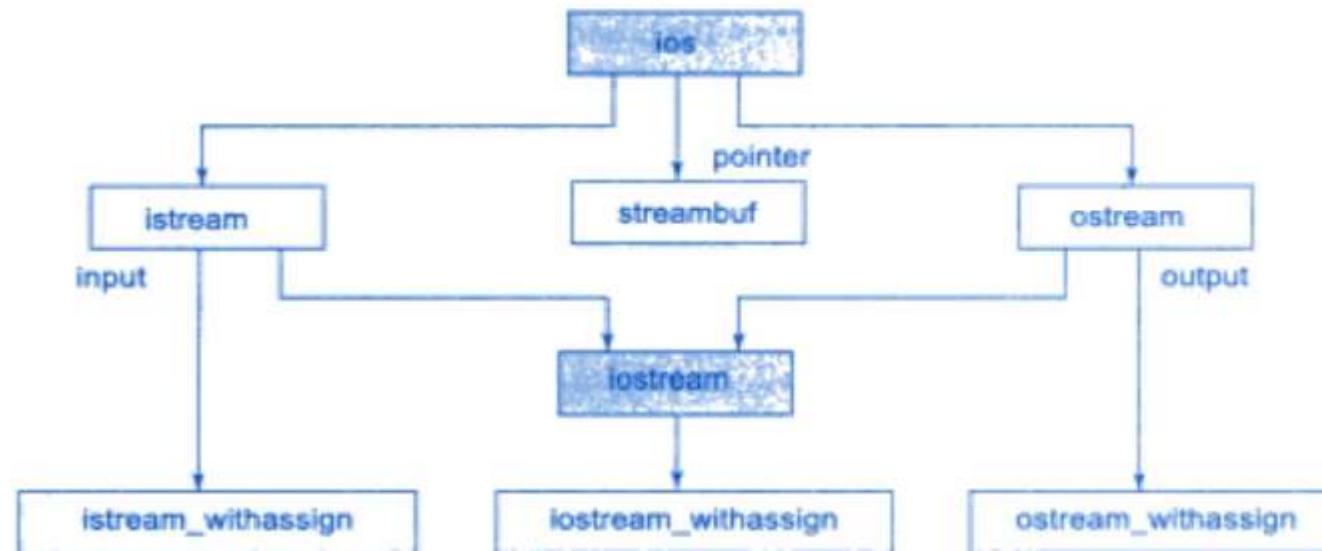 ios
pointer
istream
streambuf
ostream
input
output
iostream
istream_withassign
iostream_withassign
ostream_withassign